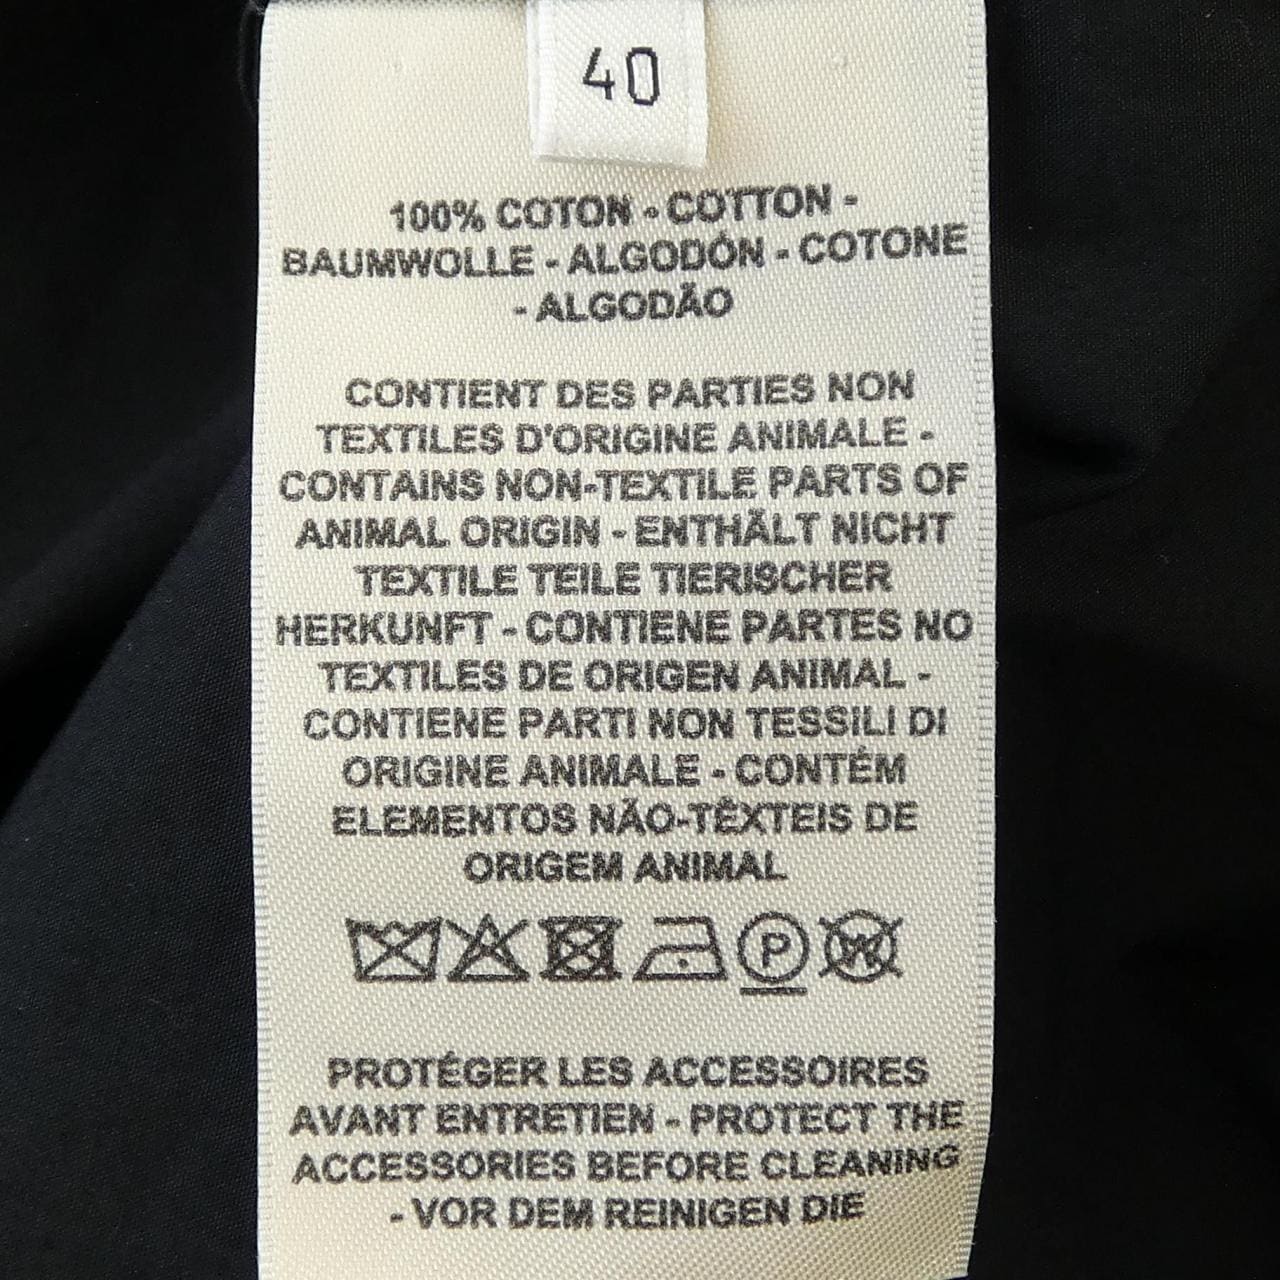 40
100% COTON - COTTON -
BAUMWOLLE - ALGODÓN - COTONE
- ALGODÃO
CONTIENT DES PARTIES NON
TEXTILES D'ORIGINE ANIMALE -
CONTAINS NON-TEXTILE PARTS OF
ANIMAL ORIGIN - ENTHÄLT NICHT
TEXTILE TEILE TIERISCHER
HERKUNFT - CONTIENE PARTES NO
TEXTILES DE ORIGEN ANIMAL -
CONTIENE PARTI NON TESSILI DI
ORIGINE ANIMALE - CONTÉM
ELEMENTOS NÃO-TÊXTEIS DE
ORIGEM ANIMAL
P W
PROTÉGER LES ACCESSOIRES
AVANT ENTRETIEN - PROTECT THE
ACCESSORIES BEFORE CLEANING
- VOR DEM REINIGEN DIE